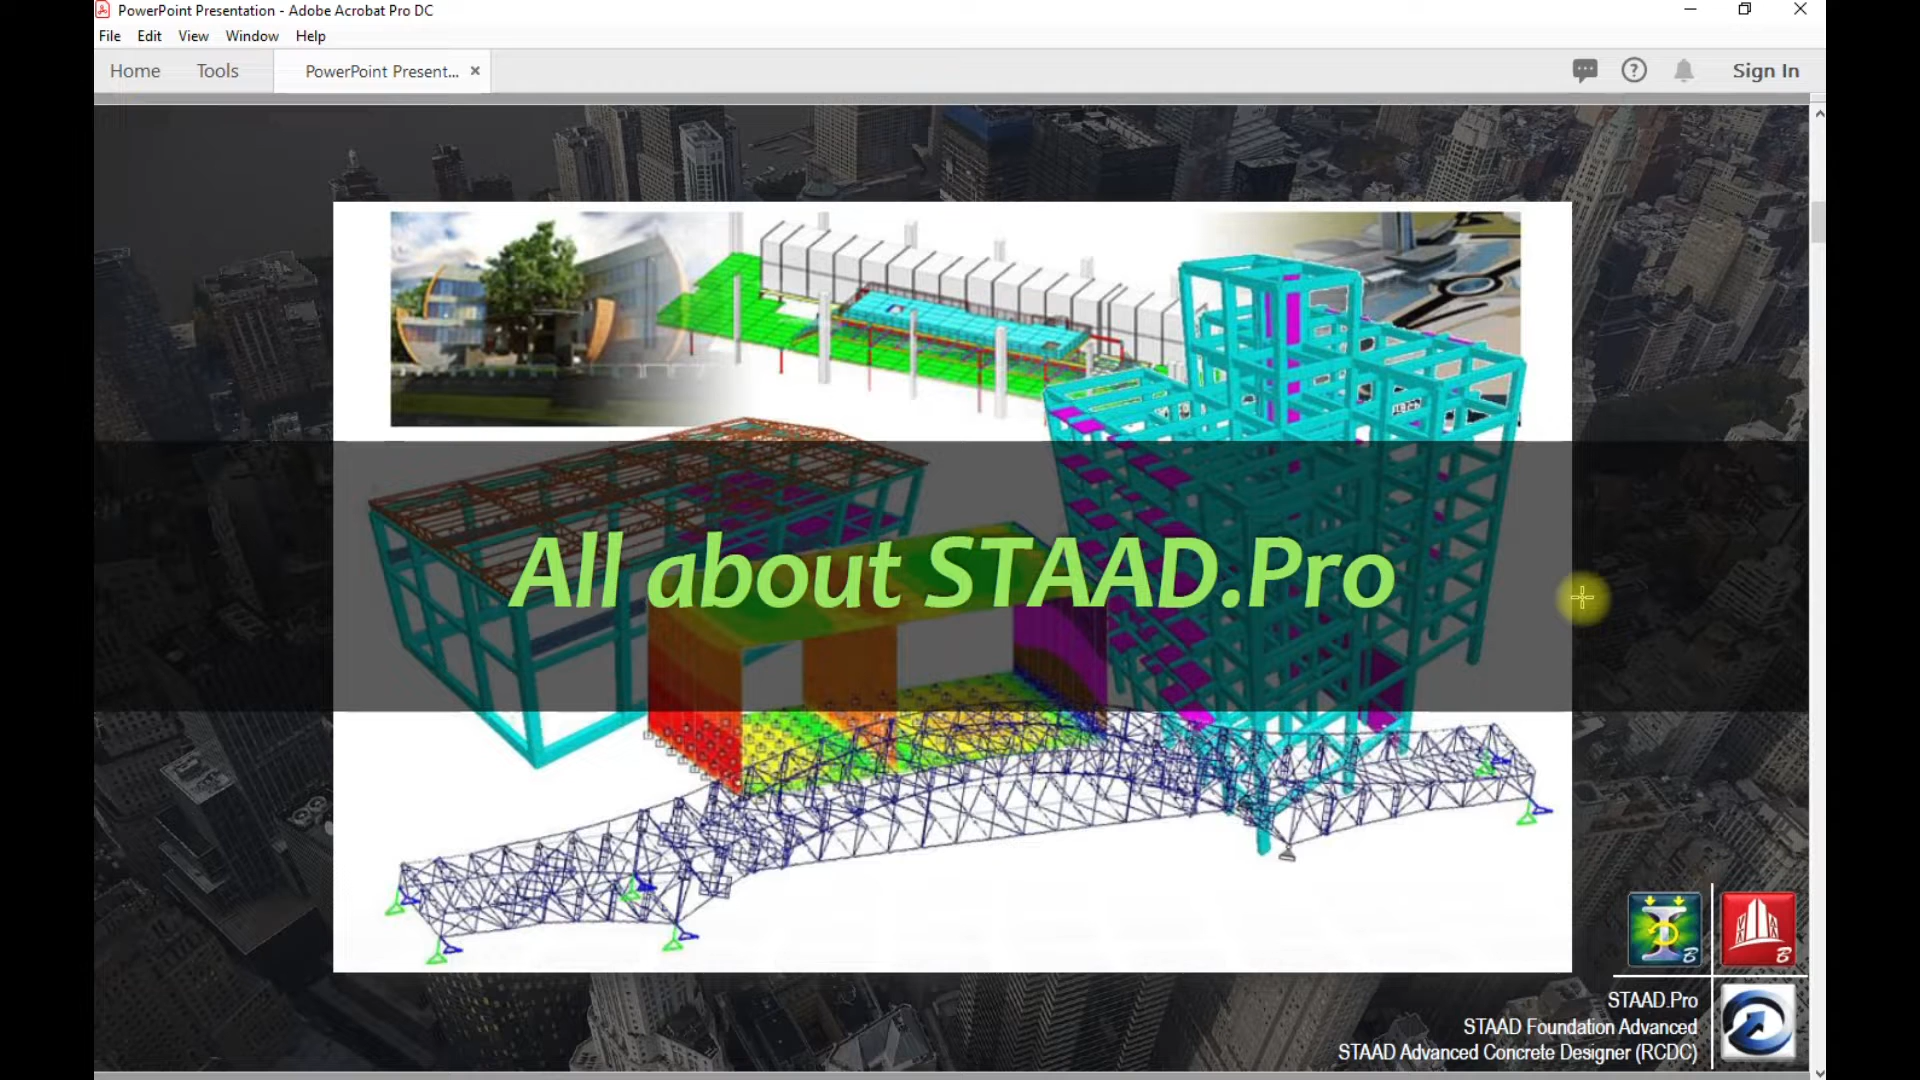 PowerPoint Presentation - Adobe Acrobat Pro DC
File Edit View Window Help
Home Tools PowerPoint Present... × Sign In
All about STAAD.Pro
STAAD.Pro
STAAD Foundation Advanced
STAAD Advanced Concrete Designer (RCDC)